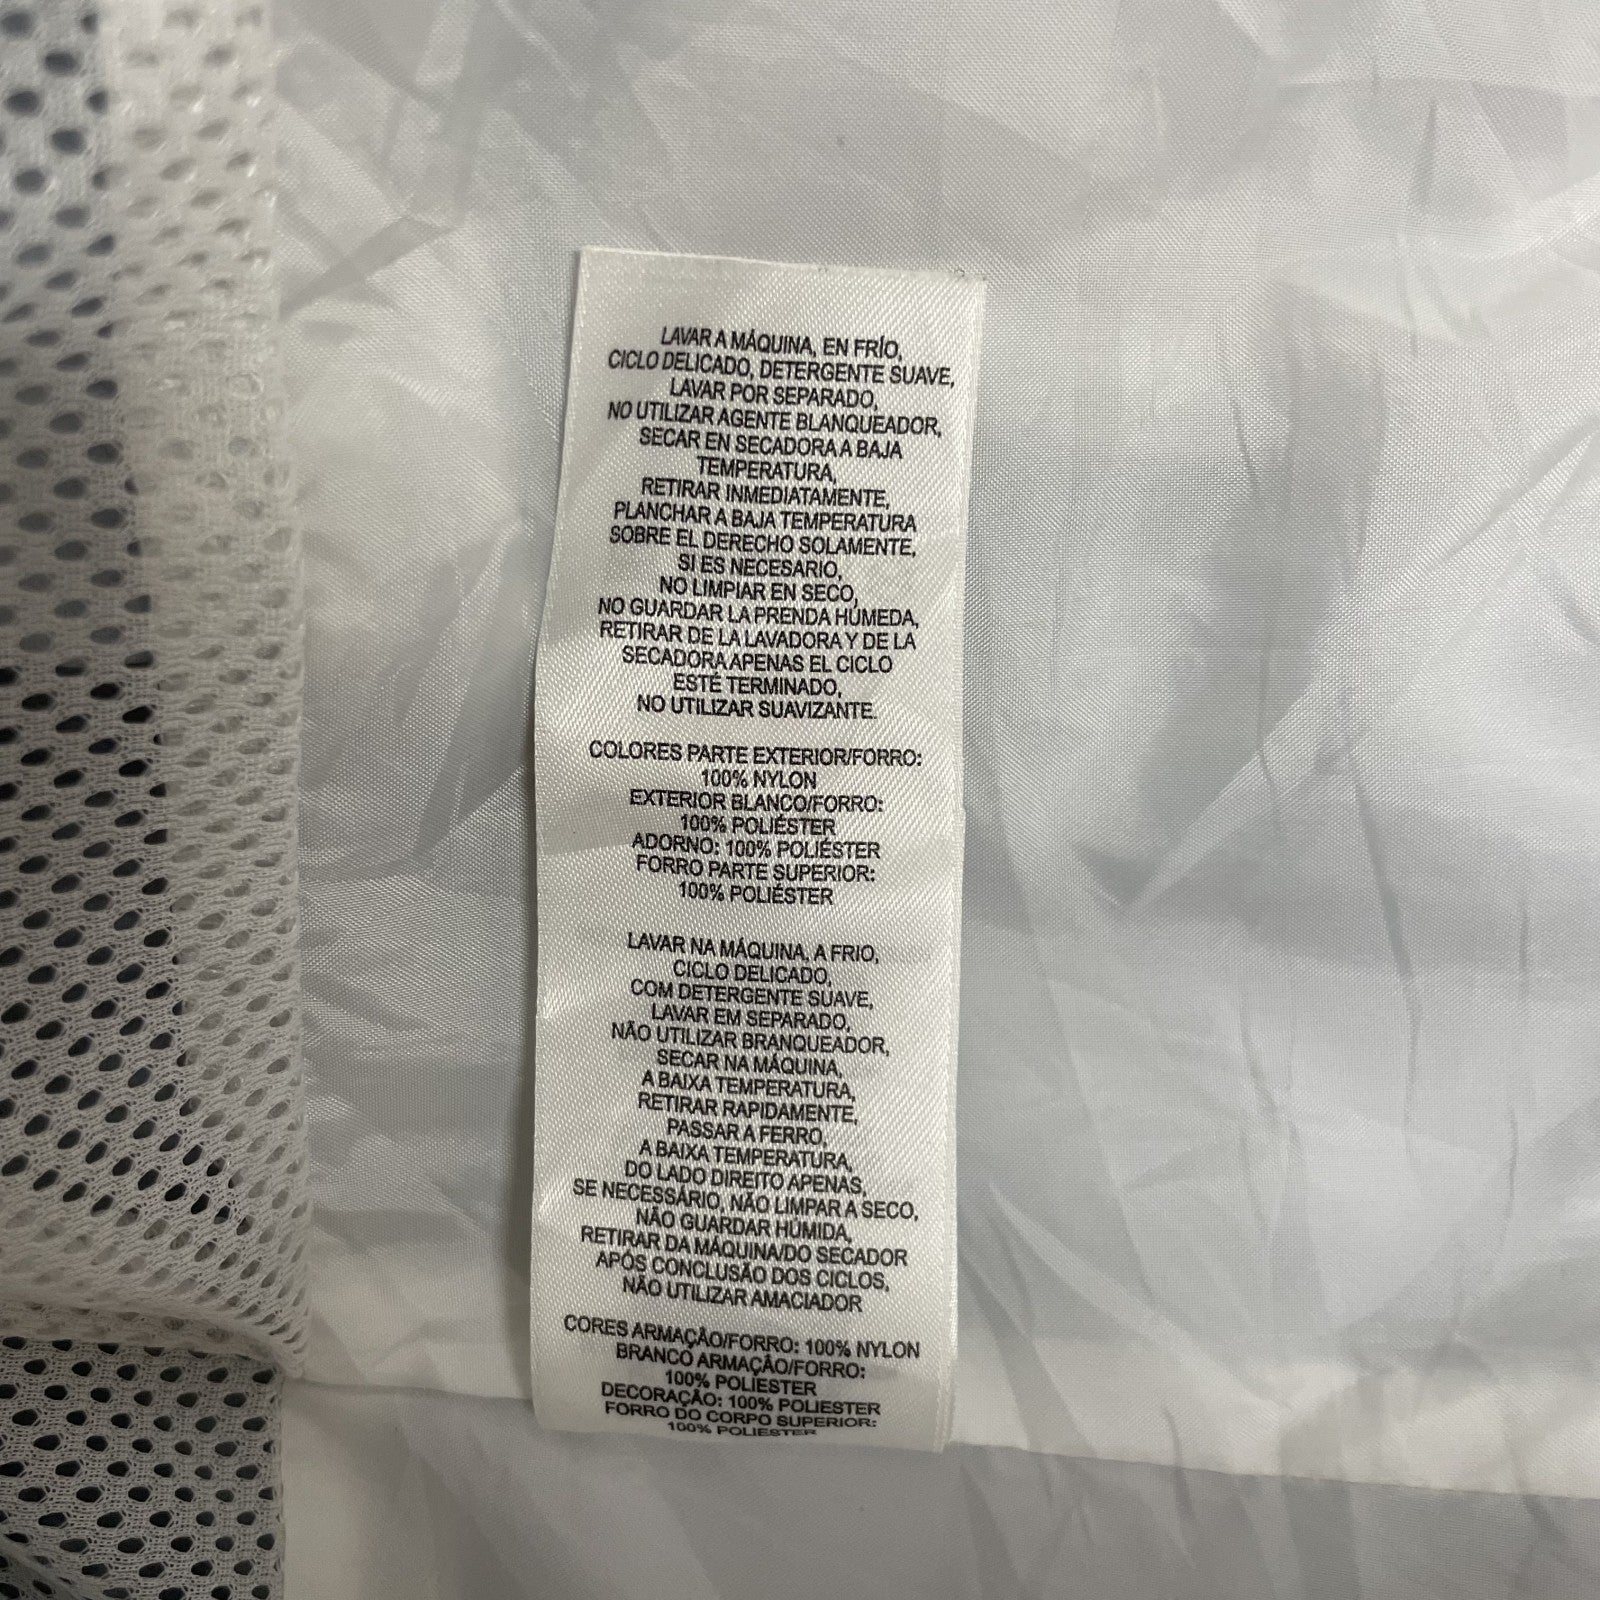 LAVAR A MÁQUINA, EN FRÍO,
CICLO DELICADO, DETERGENTE SUAVE,
LAVAR POR SEPARADO,
NO UTILIZAR AGENTE BLANQUEADOR,
SECAR EN SECADORA A BAJA
TEMPERATURA,
RETIRAR INMEDIATAMENTE,
PLANCHAR A BAJA TEMPERATURA
SOBRE EL DERECHO SOLAMENTE,
SI ES NECESARIO,
NO LIMPIAR EN SECO,
NO GUARDAR LA PRENDA HÚMEDA,
RETIRAR DE LA LAVADORA Y DE LA
SECADORA APENAS EL CICLO
ESTÉ TERMINADO,
NO UTILIZAR SUAVIZANTE.
COLORES PARTE EXTERIOR/FORRO:
100% NYLON
EXTERIOR BLANCO/FORRO:
100% POLIÉSTER
ADORNO: 100% POLIÉSTER
FORRO PARTE SUPERIOR:
100% POLIÉSTER
LAVAR NA MÁQUINA, A FRIO,
CICLO DELICADO,
COM DETERGENTE SUAVE,
LAVAR EM SEPARADO,
NÃO UTILIZAR BRANQUEADOR,
SECAR NA MÁQUINA,
A BAIXA TEMPERATURA,
RETIRAR RAPIDAMENTE,
PASSAR A FERRO,
A BAIXA TEMPERATURA,
DO LADO DIREITO APENAS,
SE NECESSÁRIO, NÃO LIMPAR A SECO,
NÃO GUARDAR HÚMIDA,
RETIRAR DA MÁQUINA/DO SECADOR
APÓS CONCLUSÃO DOS CICLOS,
NÃO UTILIZAR AMACIADOR
CORES ARMAÇÃO/FORRO: 100% NYLON
BRANCO ARMAÇÃO/FORRO:
100% POLIESTER
DECORAÇÃO: 100% POLIESTER
FORRO DO CORPO SUPERIOR:
100% POLIESTER